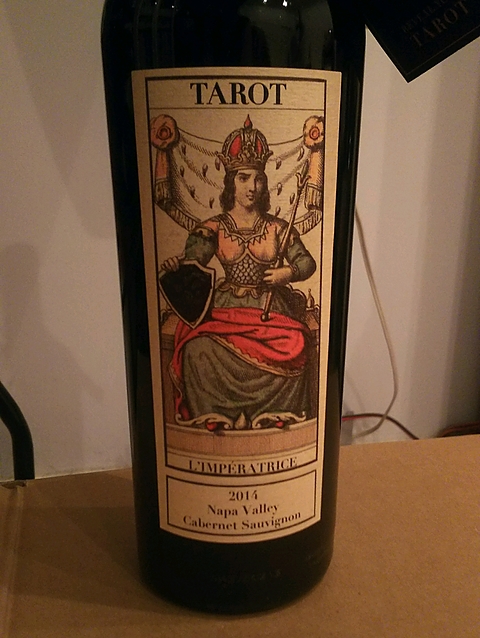 TAROT
L'IMPÉRATRICE
2014
Napa Valley
Cabernet Sauvignon
TAROT